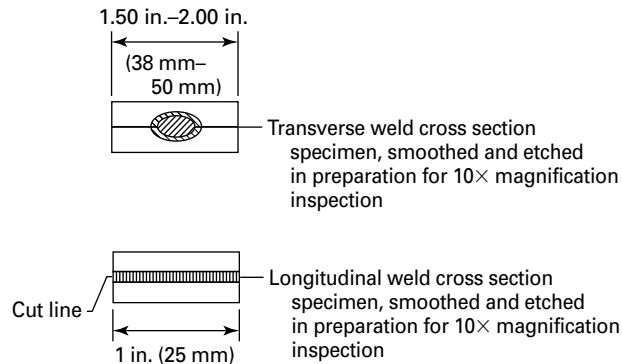 1.50 in.–2.00 in.
(38 mm–
50 mm)
Transverse weld cross section
specimen, smoothed and etched
in preparation for 10× magnification
inspection
Longitudinal weld cross section
specimen, smoothed and etched
in preparation for 10× magnification
inspection
Cut line
1 in. (25 mm)